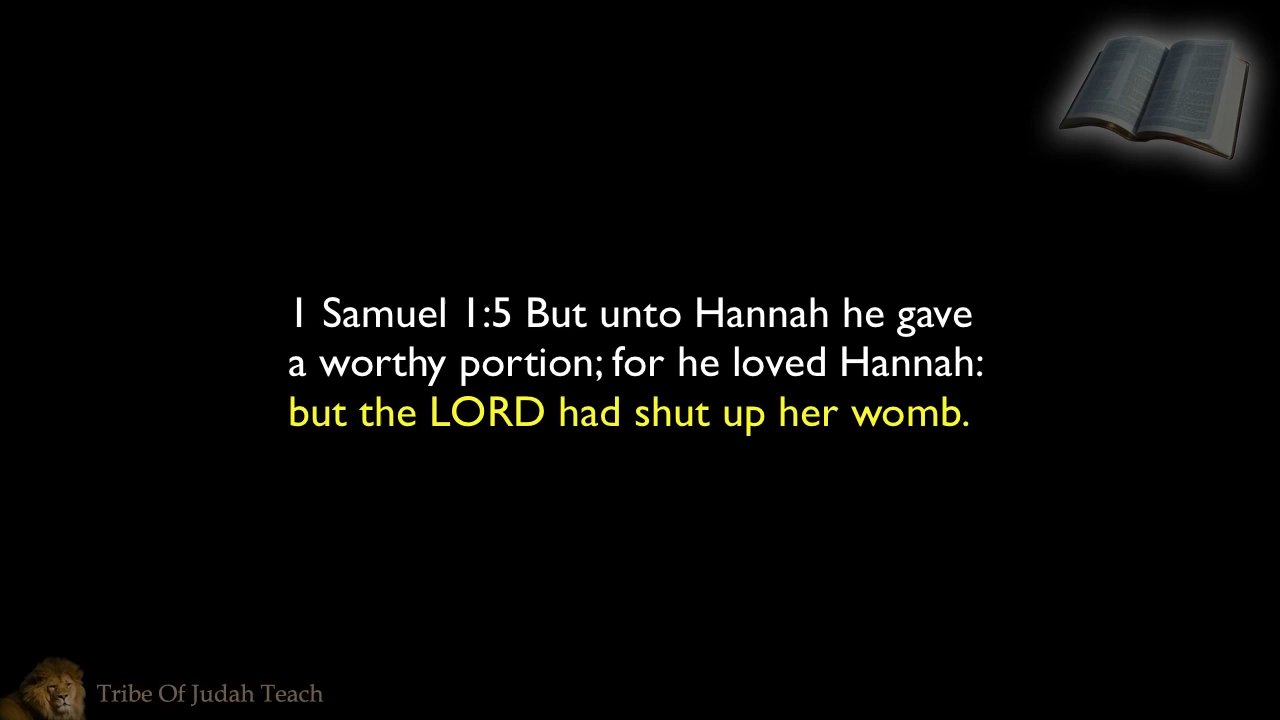 1 Samuel 1:5 But unto Hannah he gave
a worthy portion; for he loved Hannah:
but the LORD had shut up her womb.
Tribe Of Judah Teach